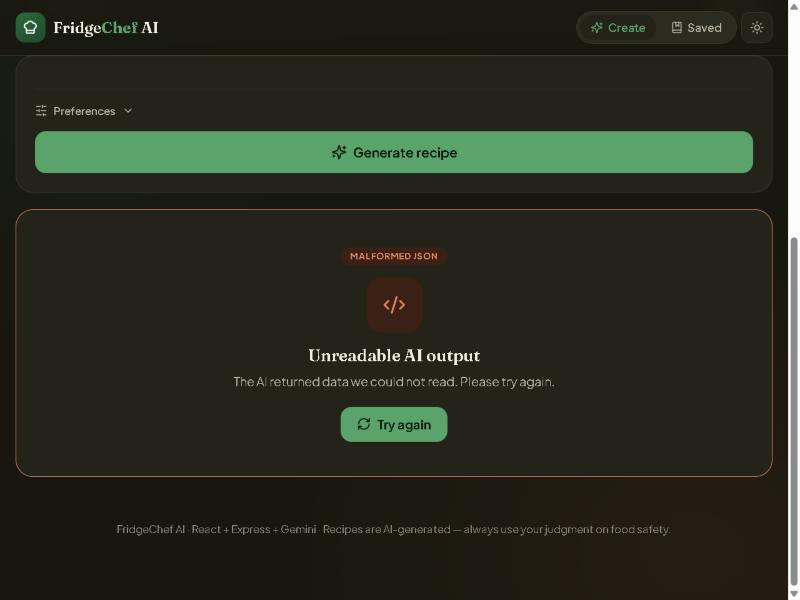 FridgeChef AI
Create
Saved
Preferences
Generate recipe
MALFORMED JSON
Unreadable AI output
The AI returned data we could not read. Please try again.
Try again
FridgeChef AI · React + Express + Gemini · Recipes are AI-generated — always use your judgment on food safety.